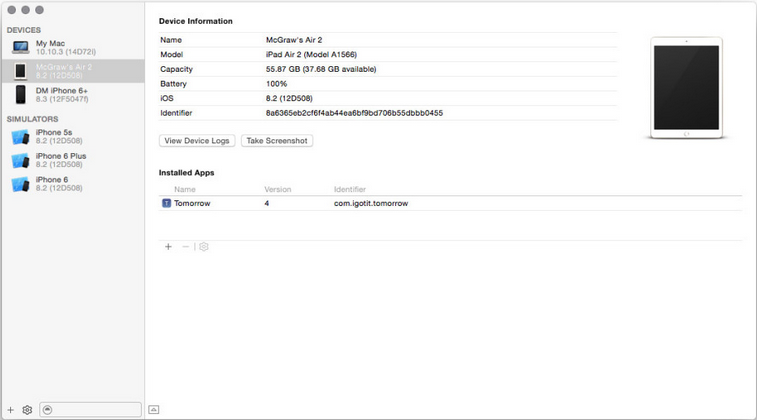 DEVICES
My Mac
10.10.3 (14D72i)
McGraw's Air 2
8.2 (12D508)
DM iPhone 6+
8.3 (12F5047f)
SIMULATORS
iPhone 5s
8.2 (12D508)
iPhone 6 Plus
8.2 (12D508)
iPhone 6
8.2 (12D508)
Device Information
Name McGraw's Air 2
Model iPad Air 2 (Model A1566)
Capacity 55.87 GB (37.68 GB available)
Battery 100%
iOS 8.2 (12D508)
Identifier 8a6365eb2cf6f4ab44ea6bf9bd706b55dbbb0455
View Device Logs Take Screenshot
Installed Apps
Name Version Identifier
T Tomorrow 4 com.igotit.tomorrow